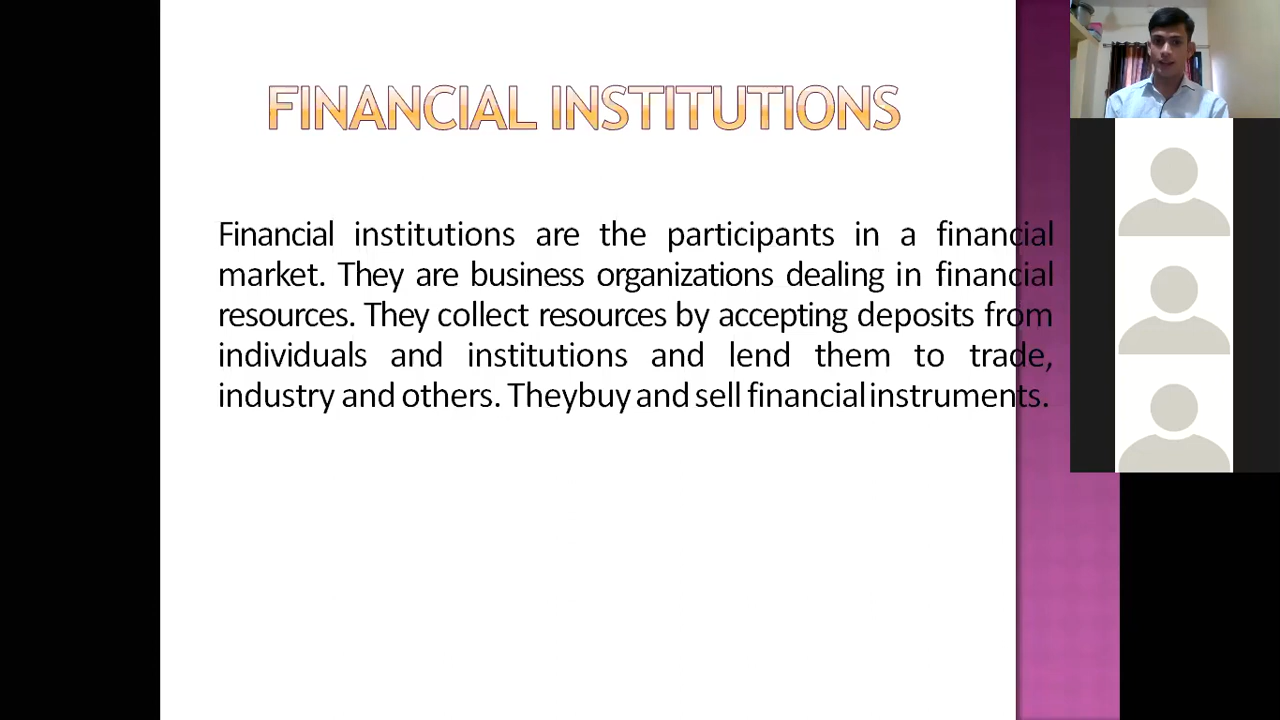 FINANCIAL INSTITUTIONS
Financial institutions are the participants in a financial
market. They are business organizations dealing in financial
resources. They collect resources by accepting deposits from
individuals and institutions and lend them to trade,
industry and others. Theybuy and sell financial instruments.